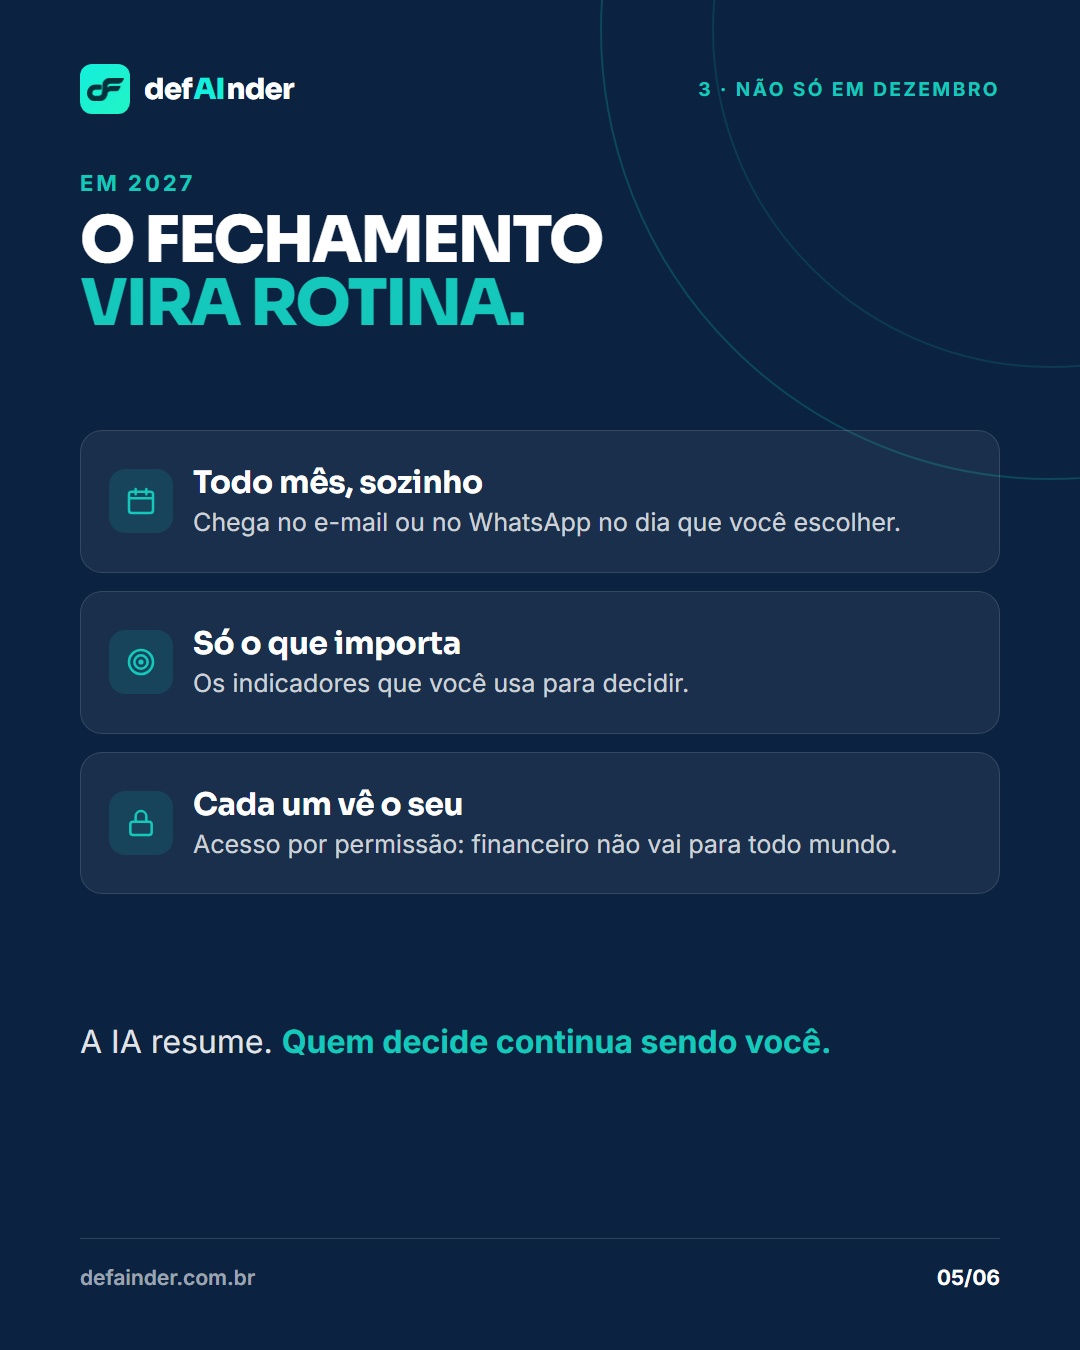 defAInder
3 · NÃO SÓ EM DEZEMBRO
EM 2027
O FECHAMENTO
VIRA ROTINA.
Todo mês, sozinho
Chega no e-mail ou no WhatsApp no dia que você escolher.
Só o que importa
Os indicadores que você usa para decidir.
Cada um vê o seu
Acesso por permissão: financeiro não vai para todo mundo.
A IA resume. Quem decide continua sendo você.
defainder.com.br
05/06